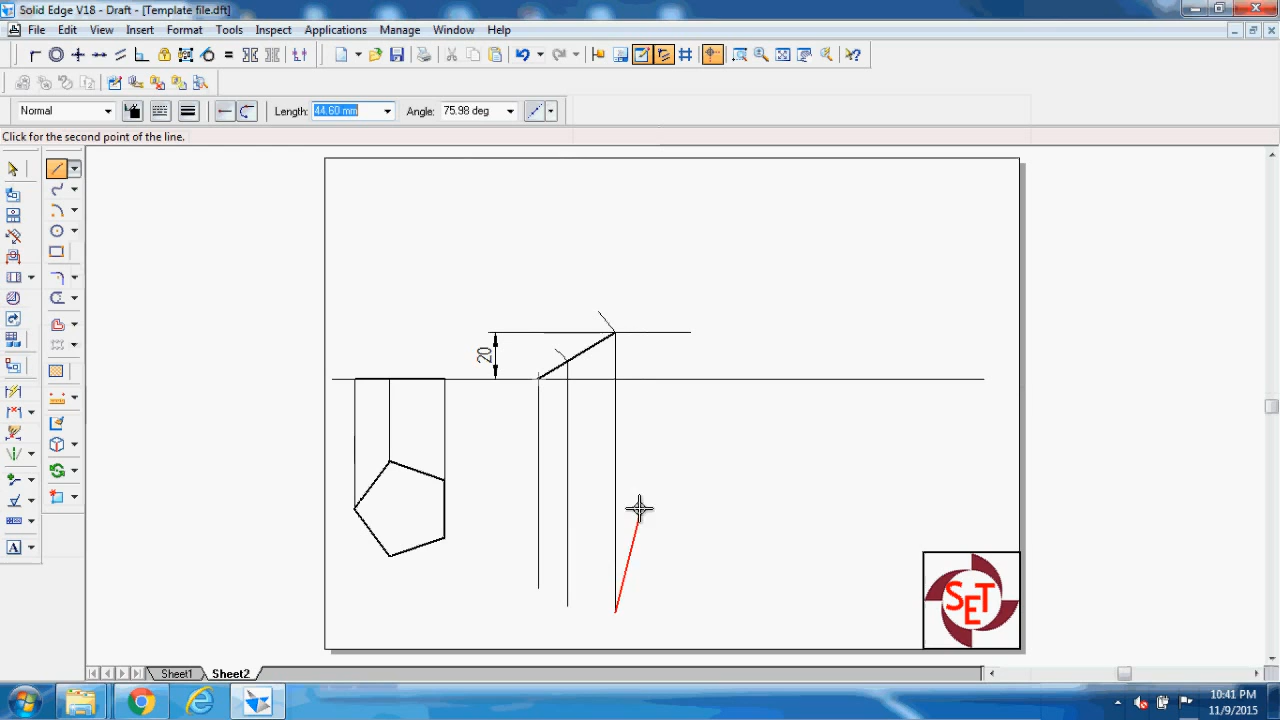 Solid Edge V18 - Draft - [Template file.dft]
File Edit View Insert Format Tools Inspect Applications Manage Window Help
Normal Length: 44.60 mm Angle: 75.98 deg
Click for the second point of the line.
20
SET
Sheet1 Sheet2
10:41 PM
11/9/2015